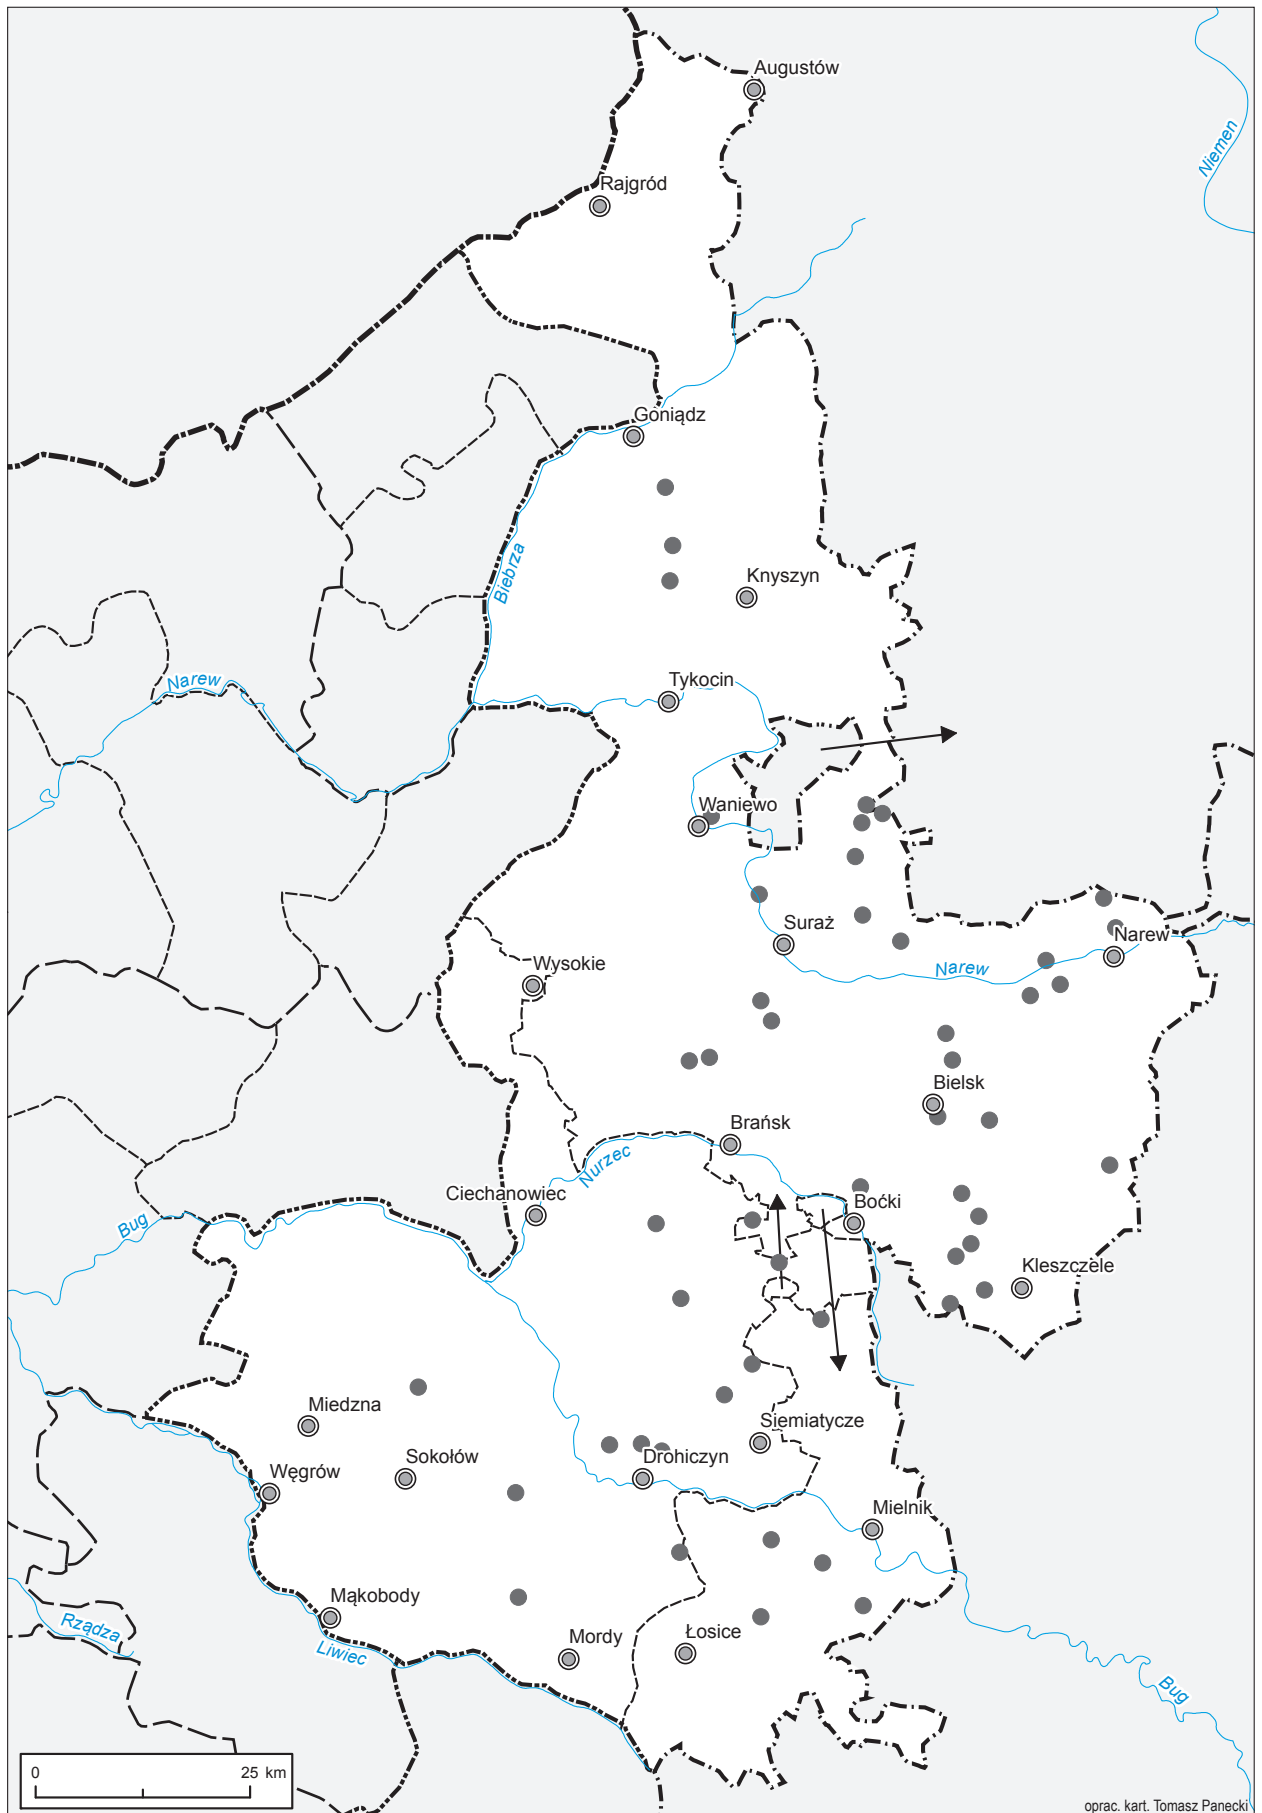 Augustów
Niemen
Rajgród
Goniądz
Biebrza
Knyszyn
Tykocin
Narew
Waniewo
Suraż
Narew
Narew
Wysokie
Bielsk
Brańsk
Nurzec
Ciechanowiec
Boćki
Bug
Kleszczele
Miedzna
Siemiatycze
Sokołów
Drohiczyn
Węgrów
Mielnik
Mąkobody
Rządza
Liwiec
Mordy
Łosice
Bug
0 25 km
oprac. kart. Tomasz Panecki